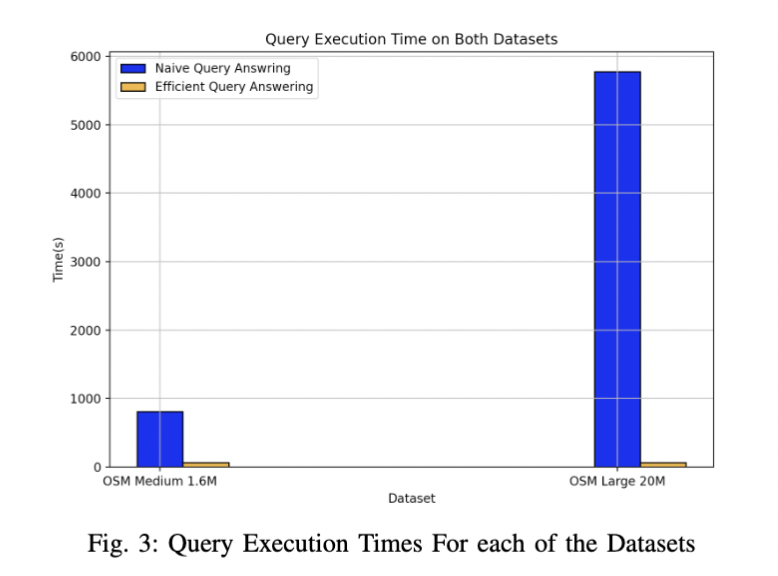 Query Execution Time on Both Datasets
Naive Query Answring
Efficient Query Answering
6000
5000
4000
3000
2000
1000
0
Time(s)
OSM Medium 1.6M
OSM Large 20M
Dataset
Fig. 3: Query Execution Times For each of the Datasets